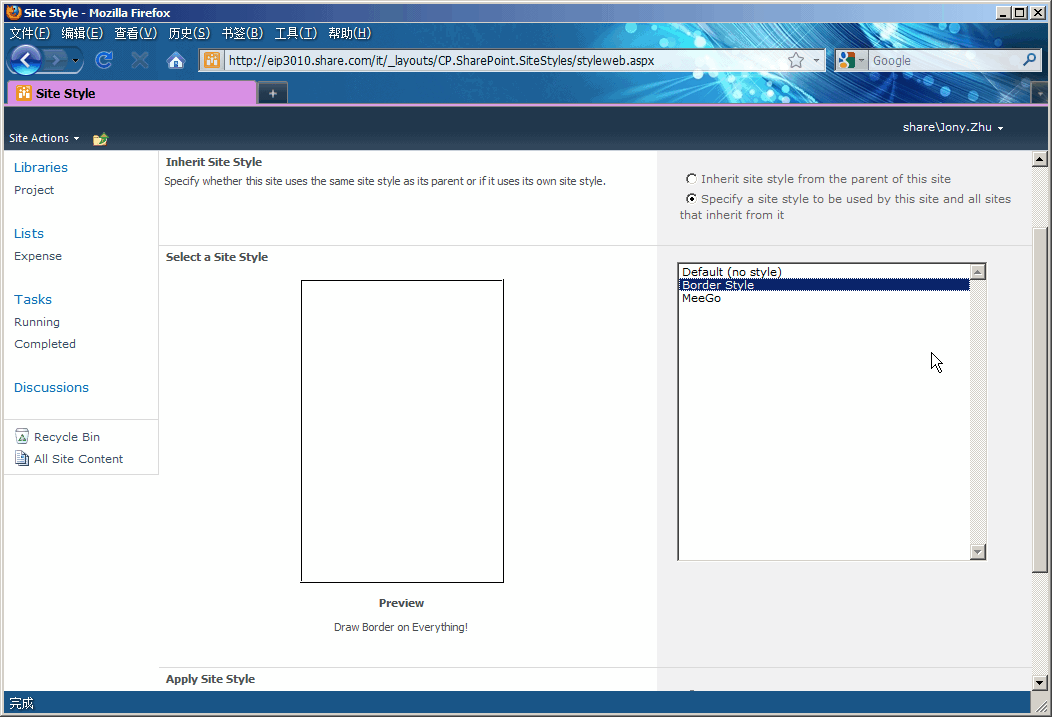 Site Style - Mozilla Firefox
文件(F) 编辑(E) 查看(V) 历史(S) 书签(B) 工具(T) 帮助(H)
http://eip3010.share.com/it/_layouts/CP.SharePoint.SiteStyles/styleweb.aspx
Google
Site Style
Site Actions
share\Jony.Zhu
Libraries
Project
Lists
Expense
Tasks
Running
Completed
Discussions
Recycle Bin
All Site Content
Inherit Site Style
Specify whether this site uses the same site style as its parent or if it uses its own site style.
Inherit site style from the parent of this site
Specify a site style to be used by this site and all sites
that inherit from it
Select a Site Style
Default (no style)
Border Style
MeeGo
Preview
Draw Border on Everything!
Apply Site Style
完成